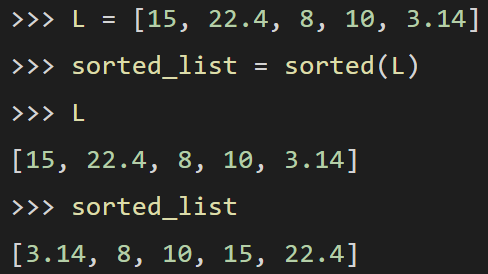 >>> L = [15, 22.4, 8, 10, 3.14]
>>> sorted_list = sorted(L)
>>> L
[15, 22.4, 8, 10, 3.14]
>>> sorted_list
[3.14, 8, 10, 15, 22.4]